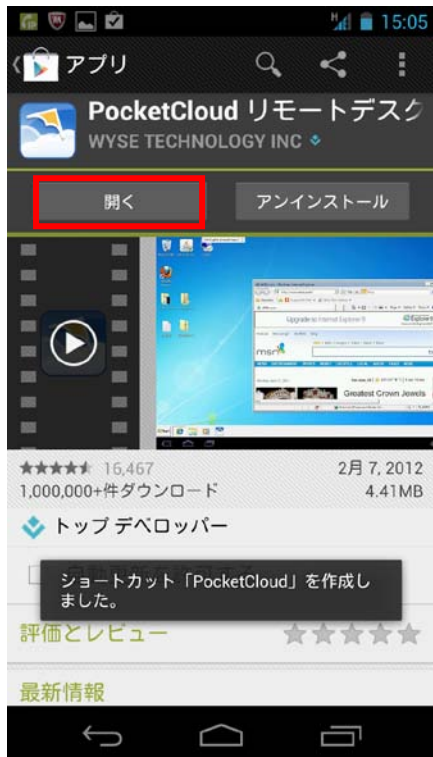 H 15:05
アプリ
PocketCloud リモートデスク
WYSE TECHNOLOGY INC
開く
アンインストール
Upgrade to Internet Explorer 9
msn
Greatest Crown Jewels
16,467
2月 7, 2012
1,000,000+件ダウンロード
4.41MB
トップ デベロッパー
ショートカット「PocketCloud」を作成し
ました。
評価とレビュー
最新情報